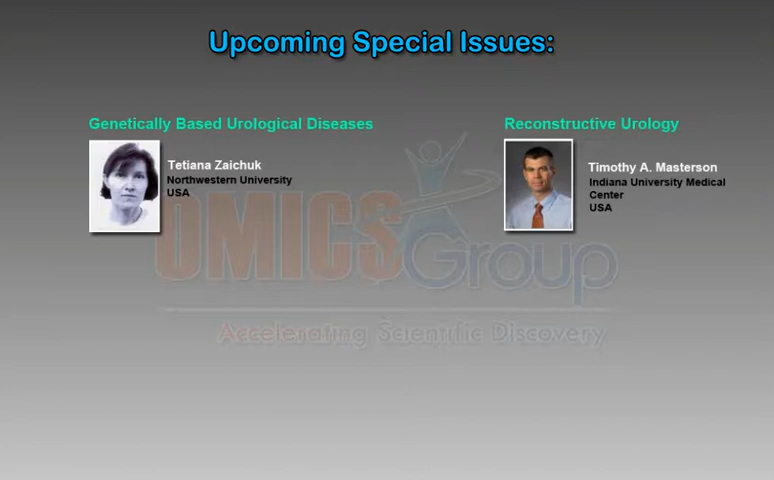 Upcoming Special Issues:
Genetically Based Urological Diseases
Tetiana Zaichuk
Northwestern University
USA
Reconstructive Urology
Timothy A. Masterson
Indiana University Medical
Center
USA
OMICS Group
Accelerating Scientific Discovery